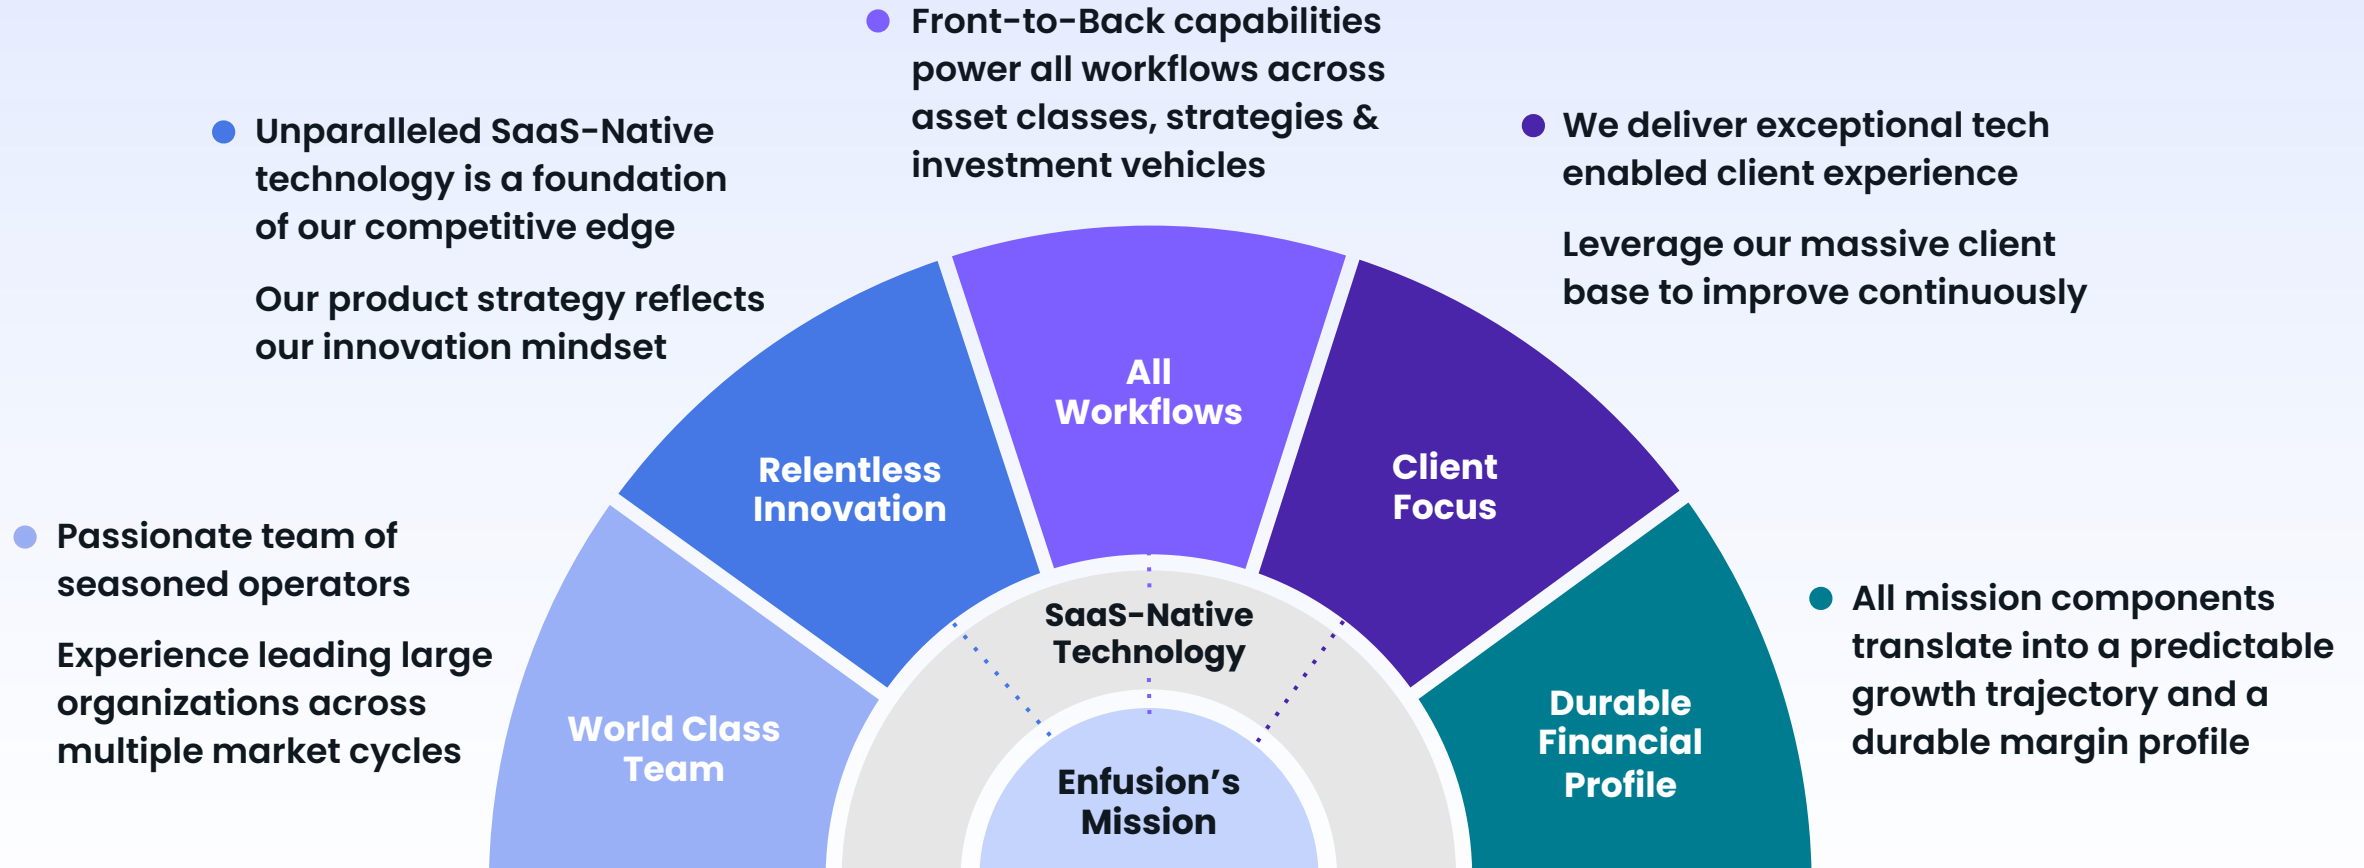 Front-to-Back capabilities
power all workflows across
asset classes, strategies &
investment vehicles
Unparalleled SaaS-Native
technology is a foundation
of our competitive edge
Our product strategy reflects
our innovation mindset
We deliver exceptional tech
enabled client experience
Leverage our massive client
base to improve continuously
Passionate team of
seasoned operators
Experience leading large
organizations across
multiple market cycles
All mission components
translate into a predictable
growth trajectory and a
durable margin profile
World Class
Team
Relentless
Innovation
All
Workflows
Client
Focus
Durable
Financial
Profile
SaaS-Native
Technology
Enfusion’s
Mission